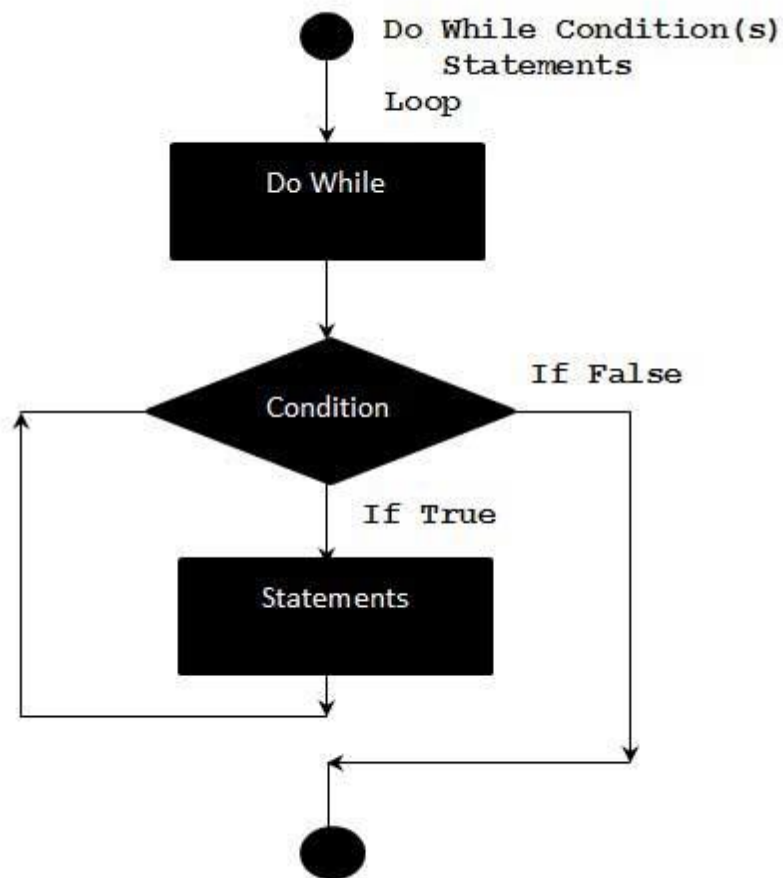 Do While Condition(s)
Statements
Loop
Do While
Condition
If False
If True
Statements